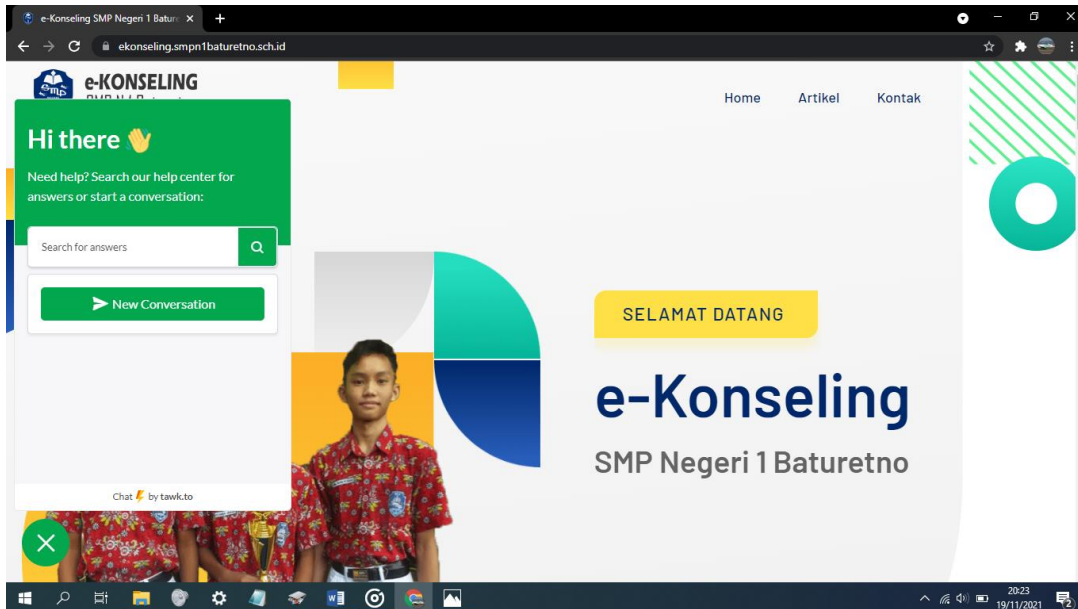 e-Konseling SMP Negeri 1 Batur
ekonseling.smpn1baturetno.sch.id
e-KONSELING
Home Artikel Kontak
Hi there 👋
Need help? Search our help center for
answers or start a conversation:
Search for answers
New Conversation
Chat ⚡ by tawk.to
SELAMAT DATANG
e-Konseling
SMP Negeri 1 Baturetno
20:23
19/11/2021
2